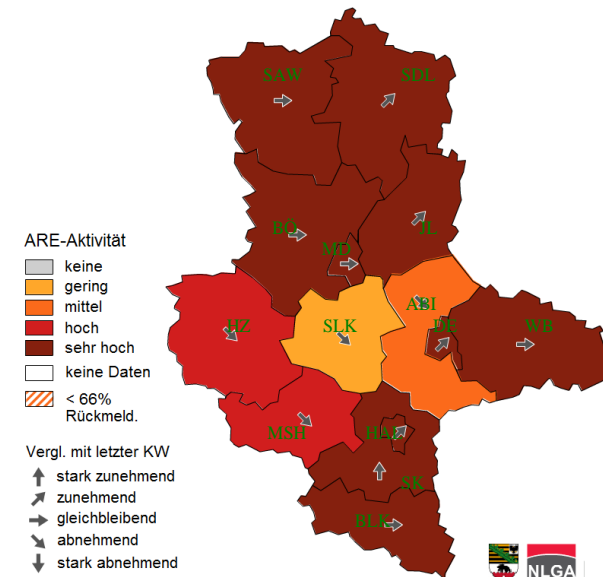 SAW
SDL
BÖ
MD
JL
ARE-Aktivität
keine
gering
mittel
hoch
sehr hoch
keine Daten
< 66%
Rückmeld.
HZ
SLK
ABI
DE
WB
MSH
HAL
SK
BLK
Vergl. mit letzter KW
stark zunehmend
zunehmend
gleichbleibend
abnehmend
stark abnehmend
NLGA